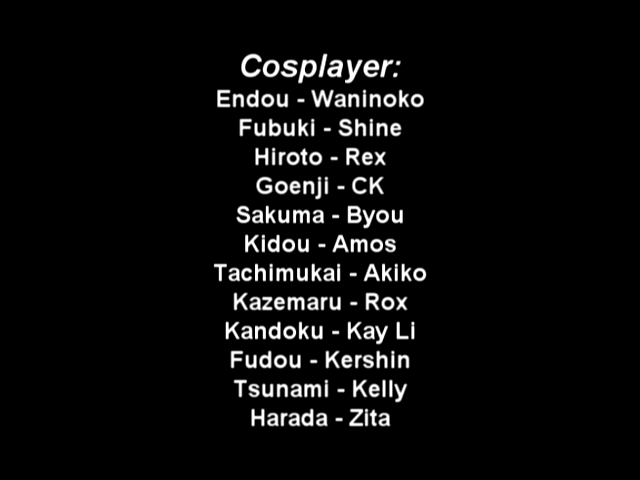 Cosplayer:
Endou - Waninoko
Fubuki - Shine
Hiroto - Rex
Goenji - CK
Sakuma - Byou
Kidou - Amos
Tachimukai - Akiko
Kazemaru - Rox
Kandoku - Kay Li
Fudou - Kershin
Tsunami - Kelly
Harada - Zita